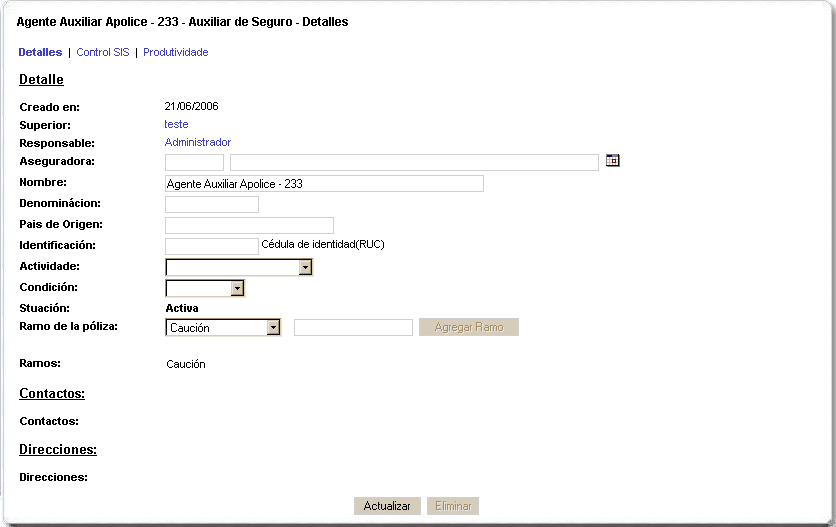 Agente Auxiliar Apolice - 233 - Auxiliar de Seguro - Detalles
Detalles | Control SIS | Produtividade
Detalle
Creado en: 21/06/2006
Superior: teste
Responsable: Administrador
Aseguradora:
Nombre: Agente Auxiliar Apolice - 233
Denominácion:
Pais de Origen:
Identificación: Cédula de identidad(RUC)
Actividade:
Condición:
Stuación: Activa
Ramo de la póliza: Caución Agregar Ramo
Ramos: Caución
Contactos:
Contactos:
Direcciones:
Direcciones:
Actualizar Eliminar